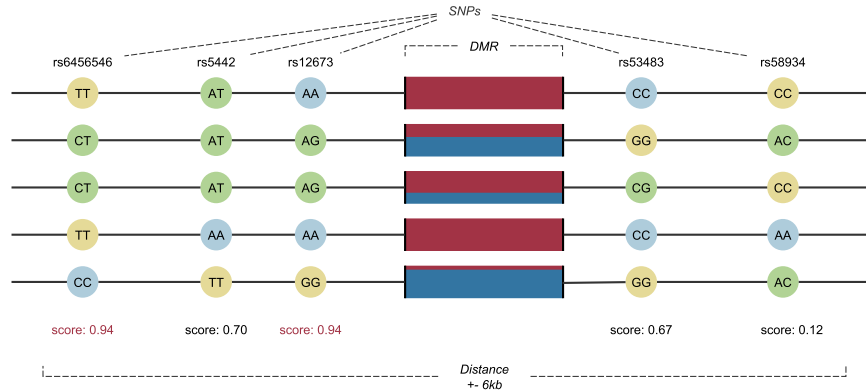 SNPs
DMR
rs6456546 rs5442 rs12673 rs53483 rs58934
TT AT AA CC CC
CT AT AG GG AC
CT AT AG CG CC
TT AA AA CC AA
CC TT GG GG AC
score: 0.94 score: 0.70 score: 0.94 score: 0.67 score: 0.12
Distance
+- 6kb